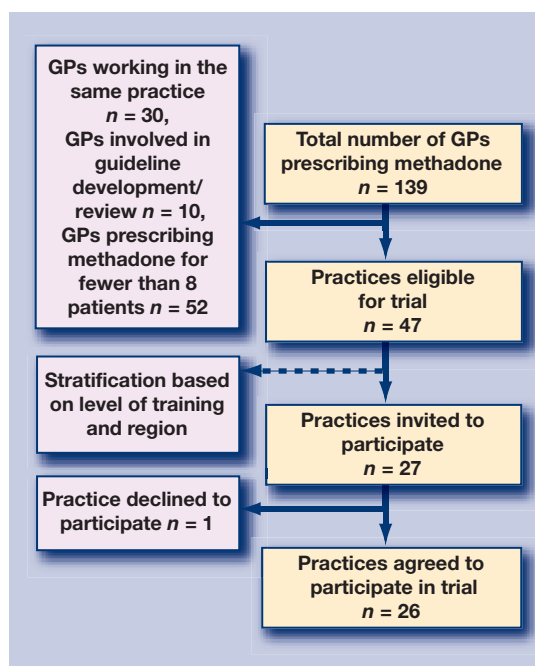 GPs working in the
same practice
n = 30,
GPs involved in
guideline
development/
review n = 10,
GPs prescribing
methadone for
fewer than 8
patients n = 52
Total number of GPs
prescribing methadone
n = 139
Practices eligible
for trial
n = 47
Stratification based
on level of training
and region
Practices invited to
participate
n = 27
Practice declined to
participate n = 1
Practices agreed to
participate in trial
n = 26